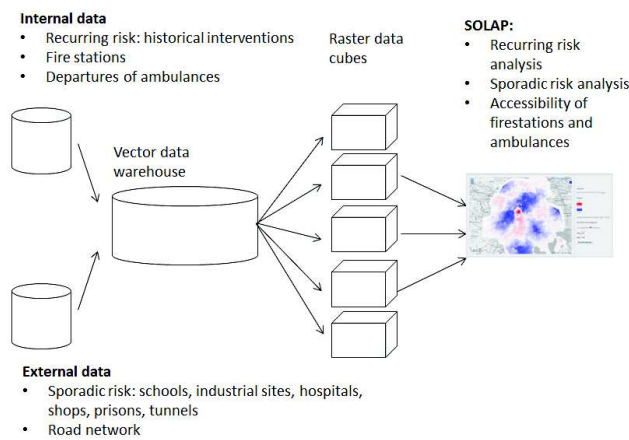 Internal data
• Recurring risk: historical interventions
• Fire stations
• Departures of ambulances
Raster data
cubes
SOLAP:
• Recurring risk
analysis
• Sporadic risk analysis
• Accessibility of
firestations and
ambulances
Vector data
warehouse
External data
• Sporadic risk: schools, industrial sites, hospitals,
shops, prisons, tunnels
• Road network